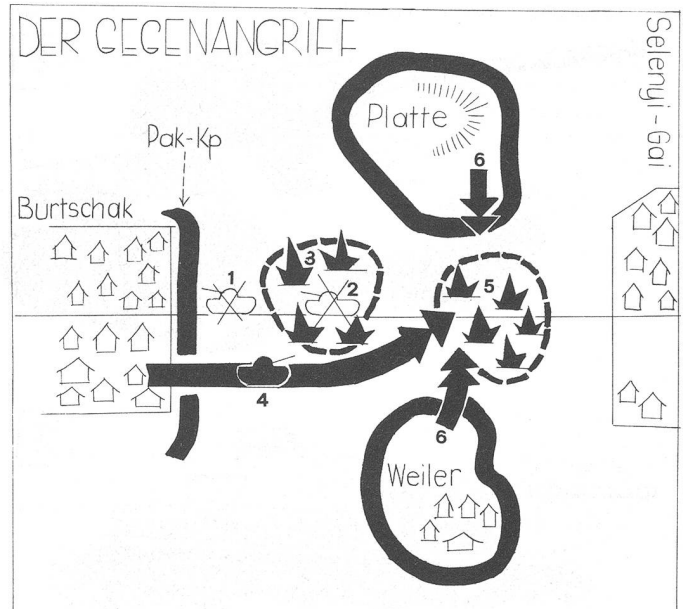 DER GEGENANGRIFF
Selenyi-Gai
Platte
Pak-Kp
6
Burtschak
3
1
2
5
4
6
Weiler